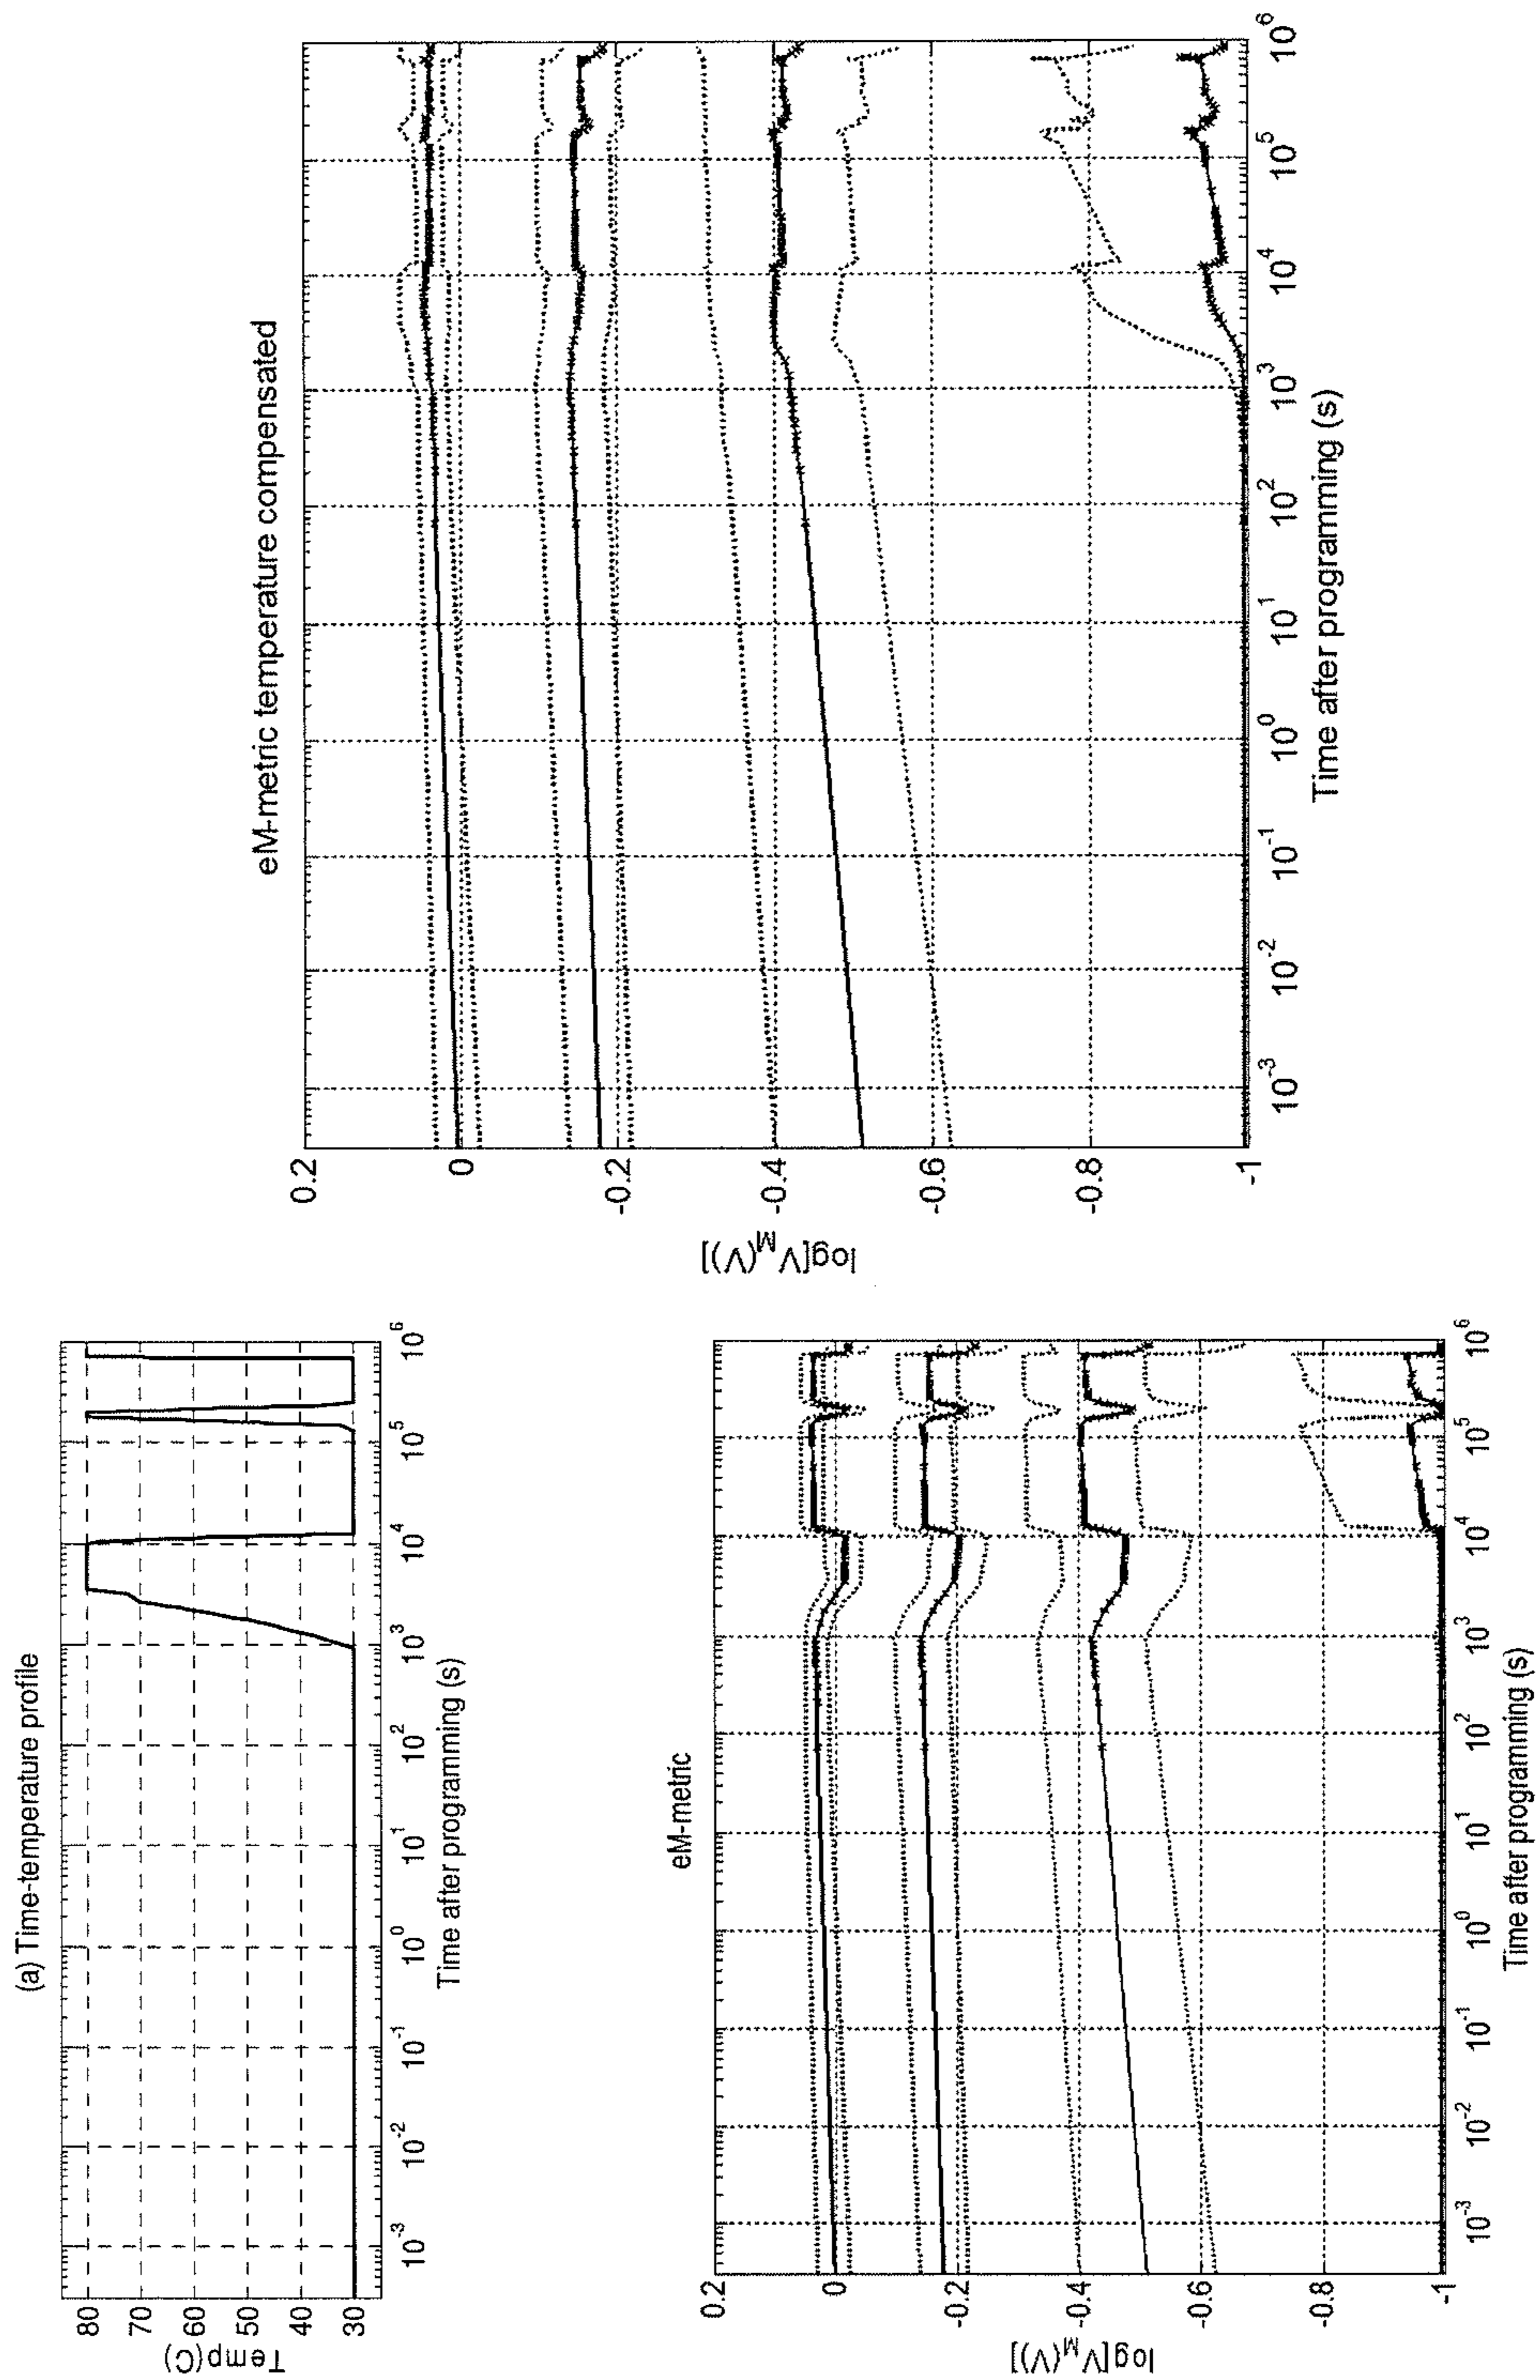 (a) Time-temperature profile
Temp(C)
80
70
60
50
40
30
10^-3 10^-2 10^-1 10^0 10^1 10^2 10^3 10^4 10^5 10^6
Time after programming (s)
eM-metric
log[V_M(V)]
0.2
0
-0.2
-0.4
-0.6
-0.8
-1
10^-3 10^-2 10^-1 10^0 10^1 10^2 10^3 10^4 10^5 10^6
Time after programming (s)
eM-metric temperature compensated
log[V_M(V)]
0.2
0
-0.2
-0.4
-0.6
-0.8
-1
10^-3 10^-2 10^-1 10^0 10^1 10^2 10^3 10^4 10^5 10^6
Time after programming (s)